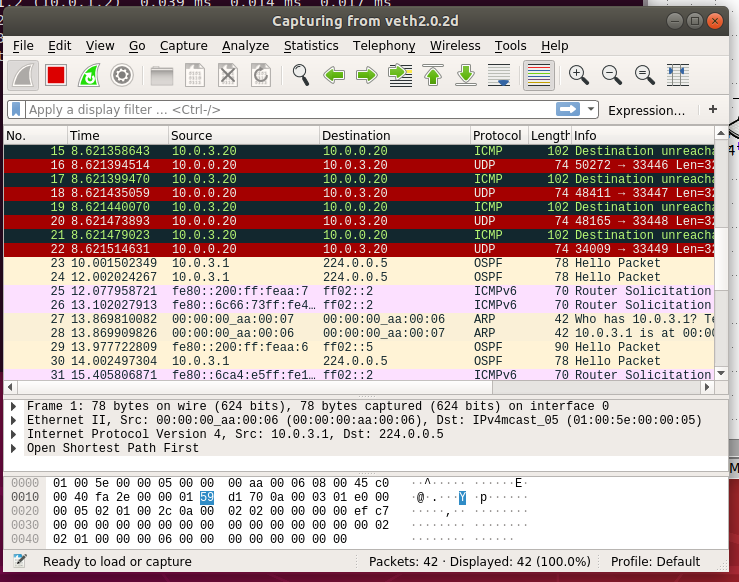 1.2 (10.0.1.2) 0.039 ms 0.014 ms 0.017 ms
Capturing from veth2.0.2d
File Edit View Go Capture Analyze Statistics Telephony Wireless Tools Help
Apply a display filter … <Ctrl-/> Expression… +
No. Time Source Destination Protocol Length Info
15 8.621358643 10.0.3.20 10.0.0.20 ICMP 102 Destination unreacha
16 8.621394514 10.0.0.20 10.0.3.20 UDP 74 50272 → 33446 Len=32
17 8.621399470 10.0.3.20 10.0.0.20 ICMP 102 Destination unreacha
18 8.621435059 10.0.0.20 10.0.3.20 UDP 74 48411 → 33447 Len=32
19 8.621440070 10.0.3.20 10.0.0.20 ICMP 102 Destination unreacha
20 8.621473893 10.0.0.20 10.0.3.20 UDP 74 48165 → 33448 Len=32
21 8.621479023 10.0.3.20 10.0.0.20 ICMP 102 Destination unreacha
22 8.621514631 10.0.0.20 10.0.3.20 UDP 74 34009 → 33449 Len=32
23 10.001502349 10.0.3.1 224.0.0.5 OSPF 78 Hello Packet
24 12.002024267 10.0.3.1 224.0.0.5 OSPF 78 Hello Packet
25 12.077958721 fe80::200:ff:feaa:7 ff02::2 ICMPv6 70 Router Solicitation
26 13.102027913 fe80::6c66:73ff:fe4… ff02::2 ICMPv6 70 Router Solicitation
27 13.869810082 00:00:00_aa:00:07 00:00:00_aa:00:06 ARP 42 Who has 10.0.3.1? Te
28 13.869909826 00:00:00_aa:00:06 00:00:00_aa:00:07 ARP 42 10.0.3.1 is at 00:00
29 13.977722809 fe80::200:ff:feaa:6 ff02::5 OSPF 90 Hello Packet
30 14.002497304 10.0.3.1 224.0.0.5 OSPF 78 Hello Packet
31 15.405806871 fe80::6ca4:e5ff:fe1… ff02::2 ICMPv6 70 Router Solicitation
Frame 1: 78 bytes on wire (624 bits), 78 bytes captured (624 bits) on interface 0
Ethernet II, Src: 00:00:00_aa:00:06 (00:00:00:aa:00:06), Dst: IPv4mcast_05 (01:00:5e:00:00:05)
Internet Protocol Version 4, Src: 10.0.3.1, Dst: 224.0.0.5
Open Shortest Path First
0000 01 00 5e 00 00 05 00 00 00 aa 00 06 08 00 45 c0 ··^····· ······E·
0010 00 40 fa 2e 00 00 01 59 d1 70 0a 00 03 01 e0 00 ·@·.···Y ·p······
0020 00 05 02 01 00 2c 0a 00 02 02 00 00 00 00 ef c7 ·····,·· ········
0030 00 00 00 00 00 00 00 00 00 00 00 00 00 00 00 02 ········ ········
0040 02 01 00 00 00 06 00 00 00 00 00 00 00 00 ········ ······
Ready to load or capture Packets: 42 · Displayed: 42 (100.0%) Profile: Default